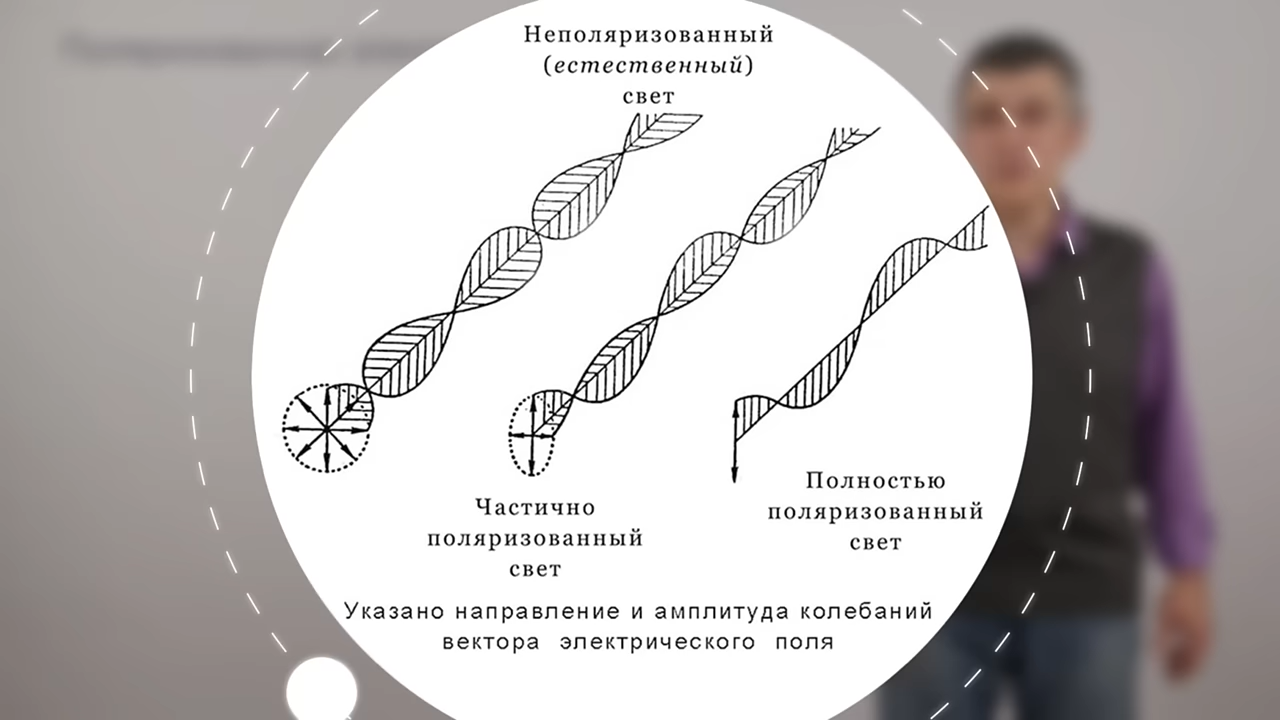 Неполяризованный
(естественный)
свет
Частично
поляризованный
свет
Полностью
поляризованный
свет
Указано направление и амплитуда колебаний
вектора электрического поля